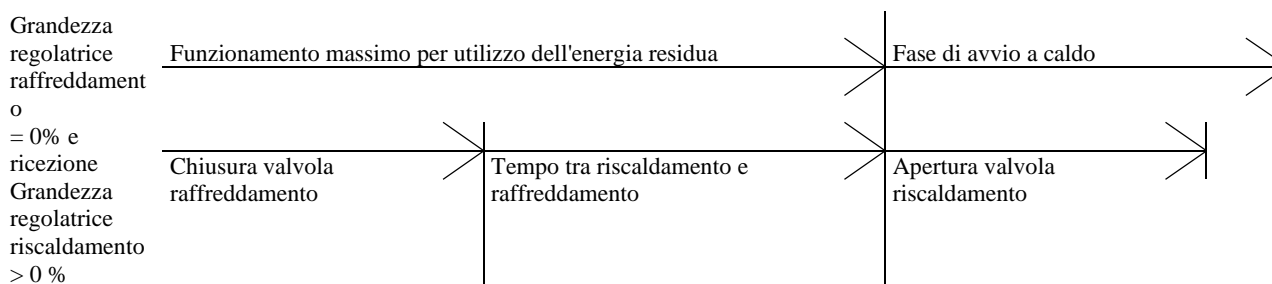 Grandezza
regolatrice
raffreddament
o
= 0% e
ricezione
Grandezza
regolatrice
riscaldamento
> 0 %
Funzionamento massimo per utilizzo dell'energia residua
Fase di avvio a caldo
Chiusura valvola
raffreddamento
Tempo tra riscaldamento e
raffreddamento
Apertura valvola
riscaldamento